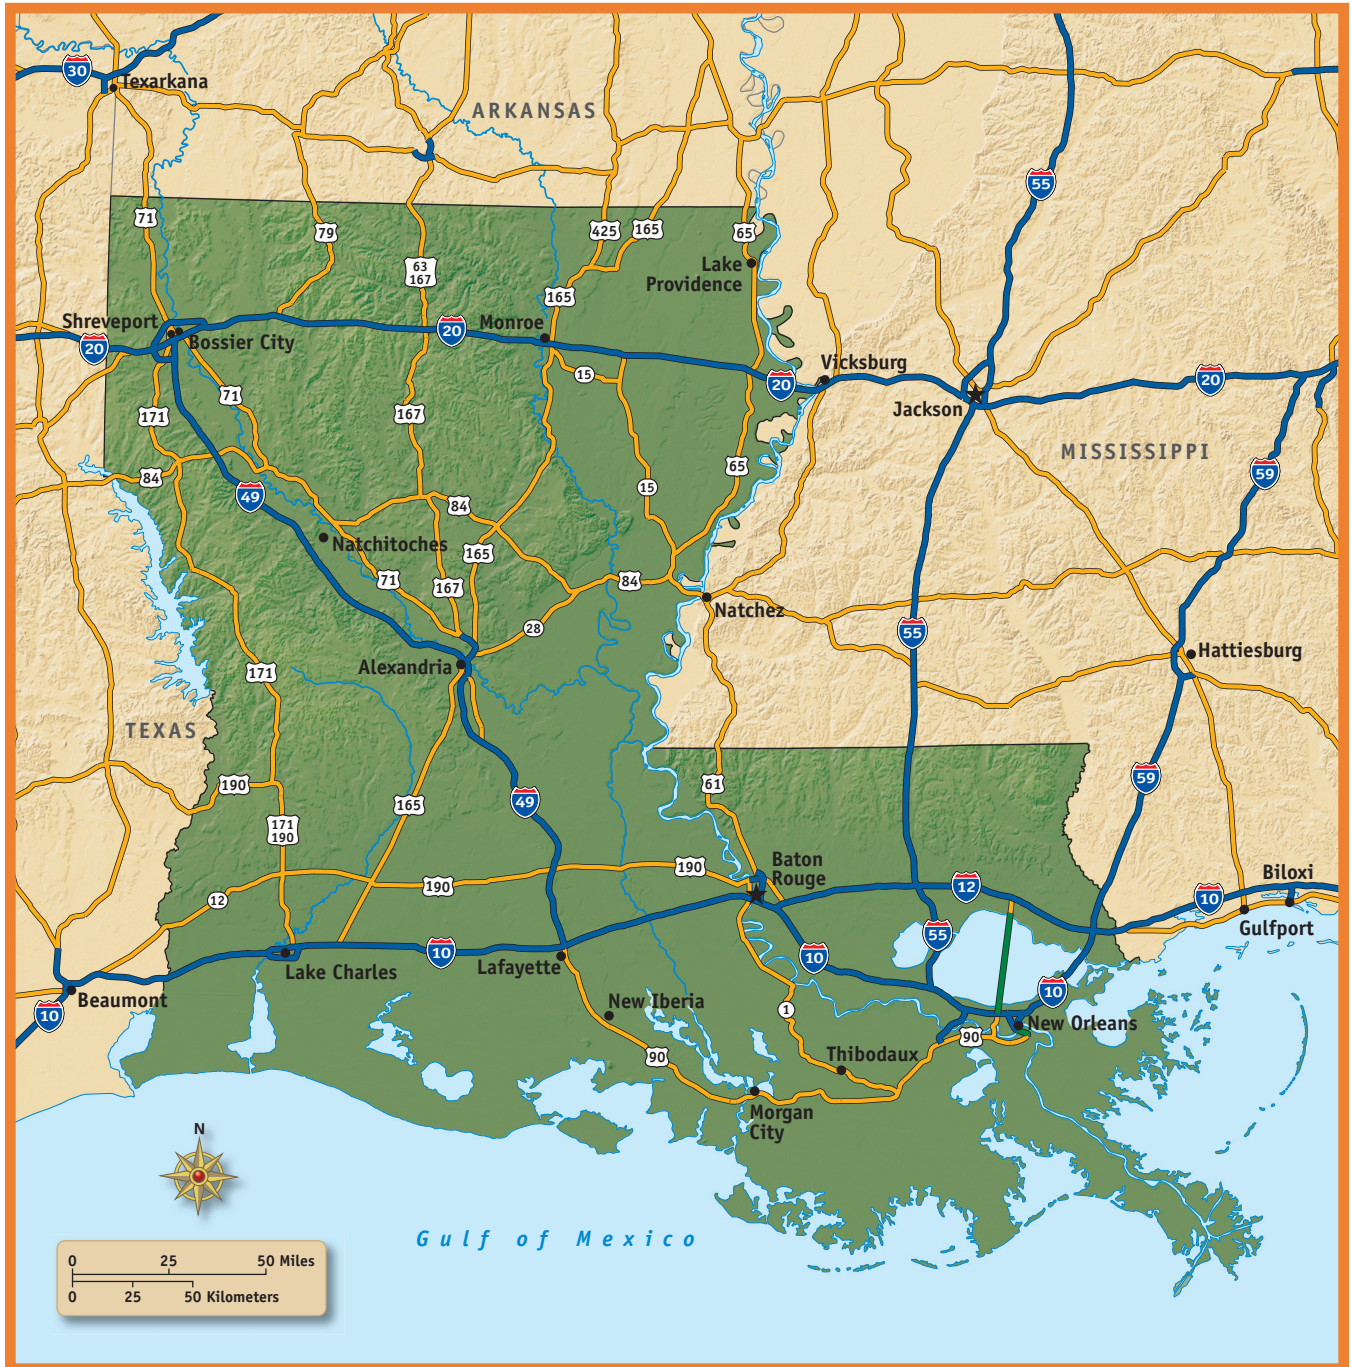 30
Texarkana
ARKANSAS
55
71
79
425
165
65
63
167
Lake
Providence
165
Shreveport
Bossier City
20
20
Monroe
Vicksburg
15
20
20
71
Jackson
171
167
MISSISSIPPI
65
59
84
49
15
84
Natchitoches
165
71
167
84
Natchez
28
55
Hattiesburg
Alexandria
171
TEXAS
61
59
190
49
165
171
190
Baton
Rouge
190
190
12
12
Biloxi
10
Gulfport
55
10
10
Lake Charles
Lafayette
10
Beaumont
New Iberia
10
1
New Orleans
90
90
Thibodaux
Morgan
City
N
Gulf of Mexico
0 25 50 Miles
0 25 50 Kilometers